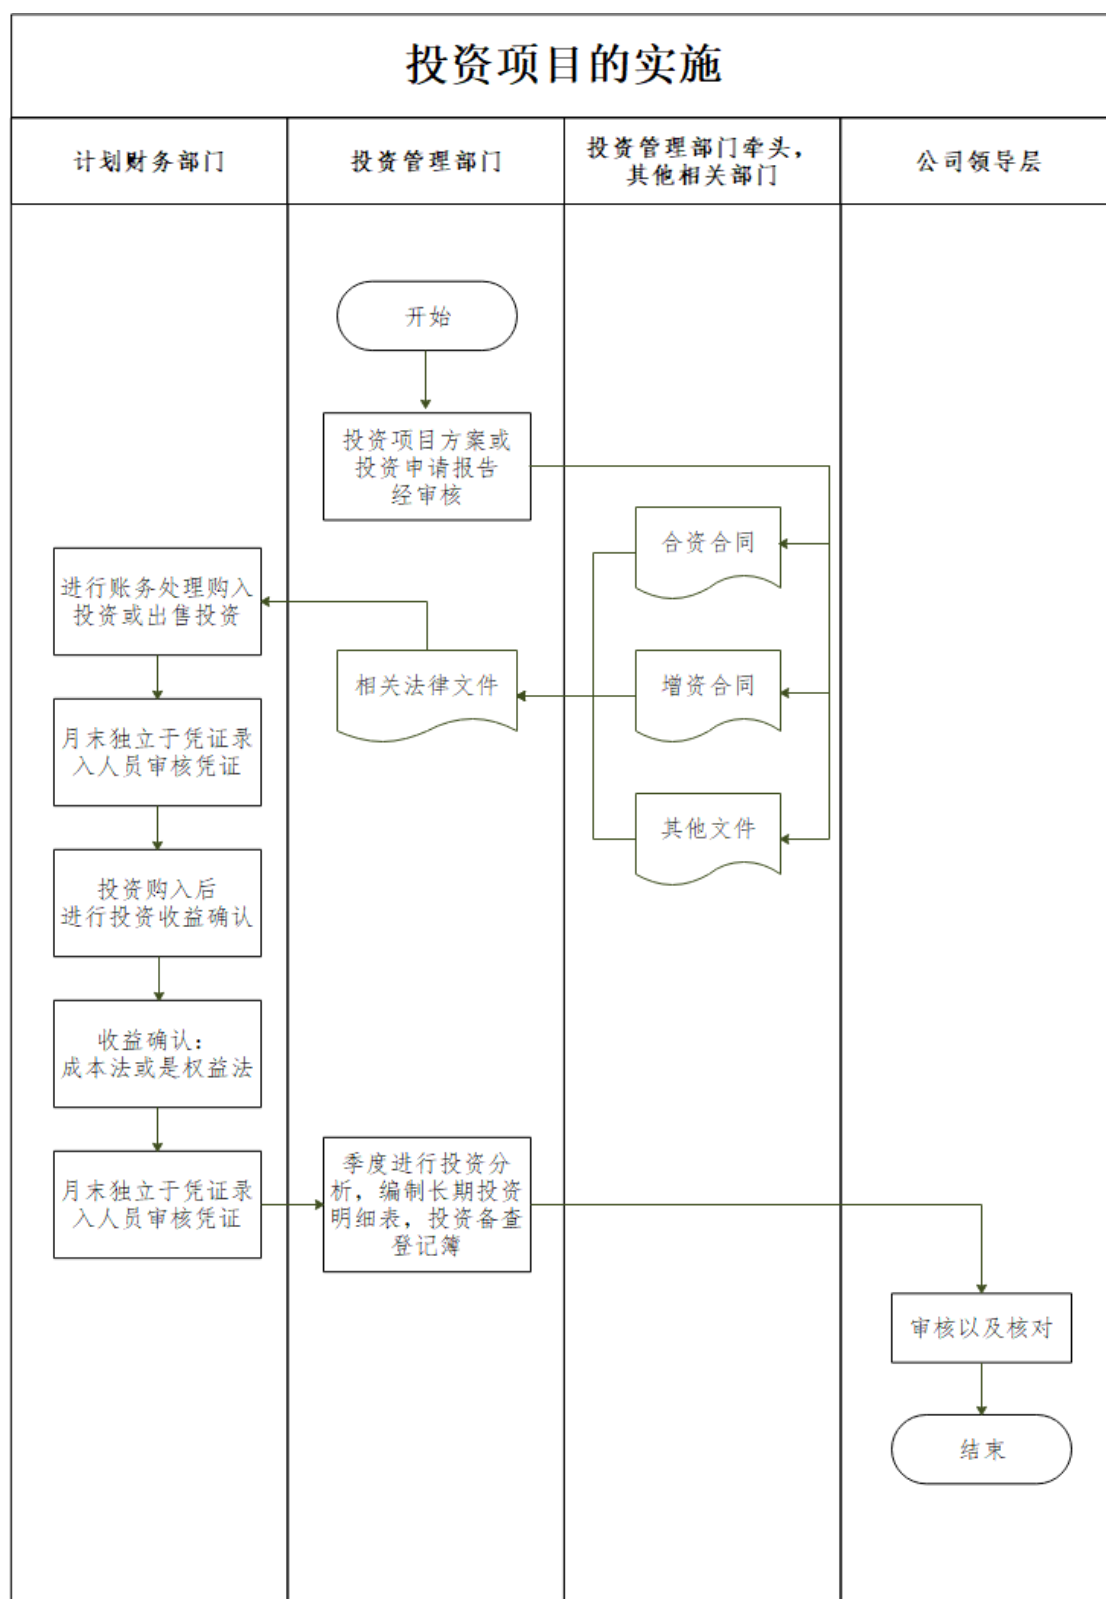 投资项目的实施
计划财务部门
投资管理部门
投资管理部门牵头，
其他相关部门
公司领导层
开始
投资项目方案或
投资申请报告
经审核
合资合同
进行账务处理购入
投资或出售投资
相关法律文件
增资合同
月末独立于凭证录
入人员审核凭证
其他文件
投资购入后
进行投资收益确认
收益确认：
成本法或是权益法
月末独立于凭证录
入人员审核凭证
季度进行投资分
析，编制长期投资
明细表，投资备查
登记簿
审核以及核对
结束